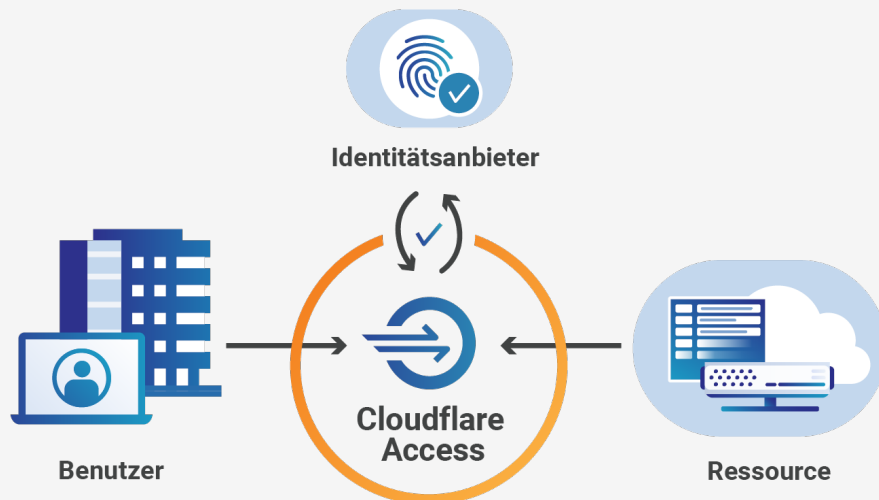 Identitätsanbieter
Cloudflare
Access
Benutzer
Ressource